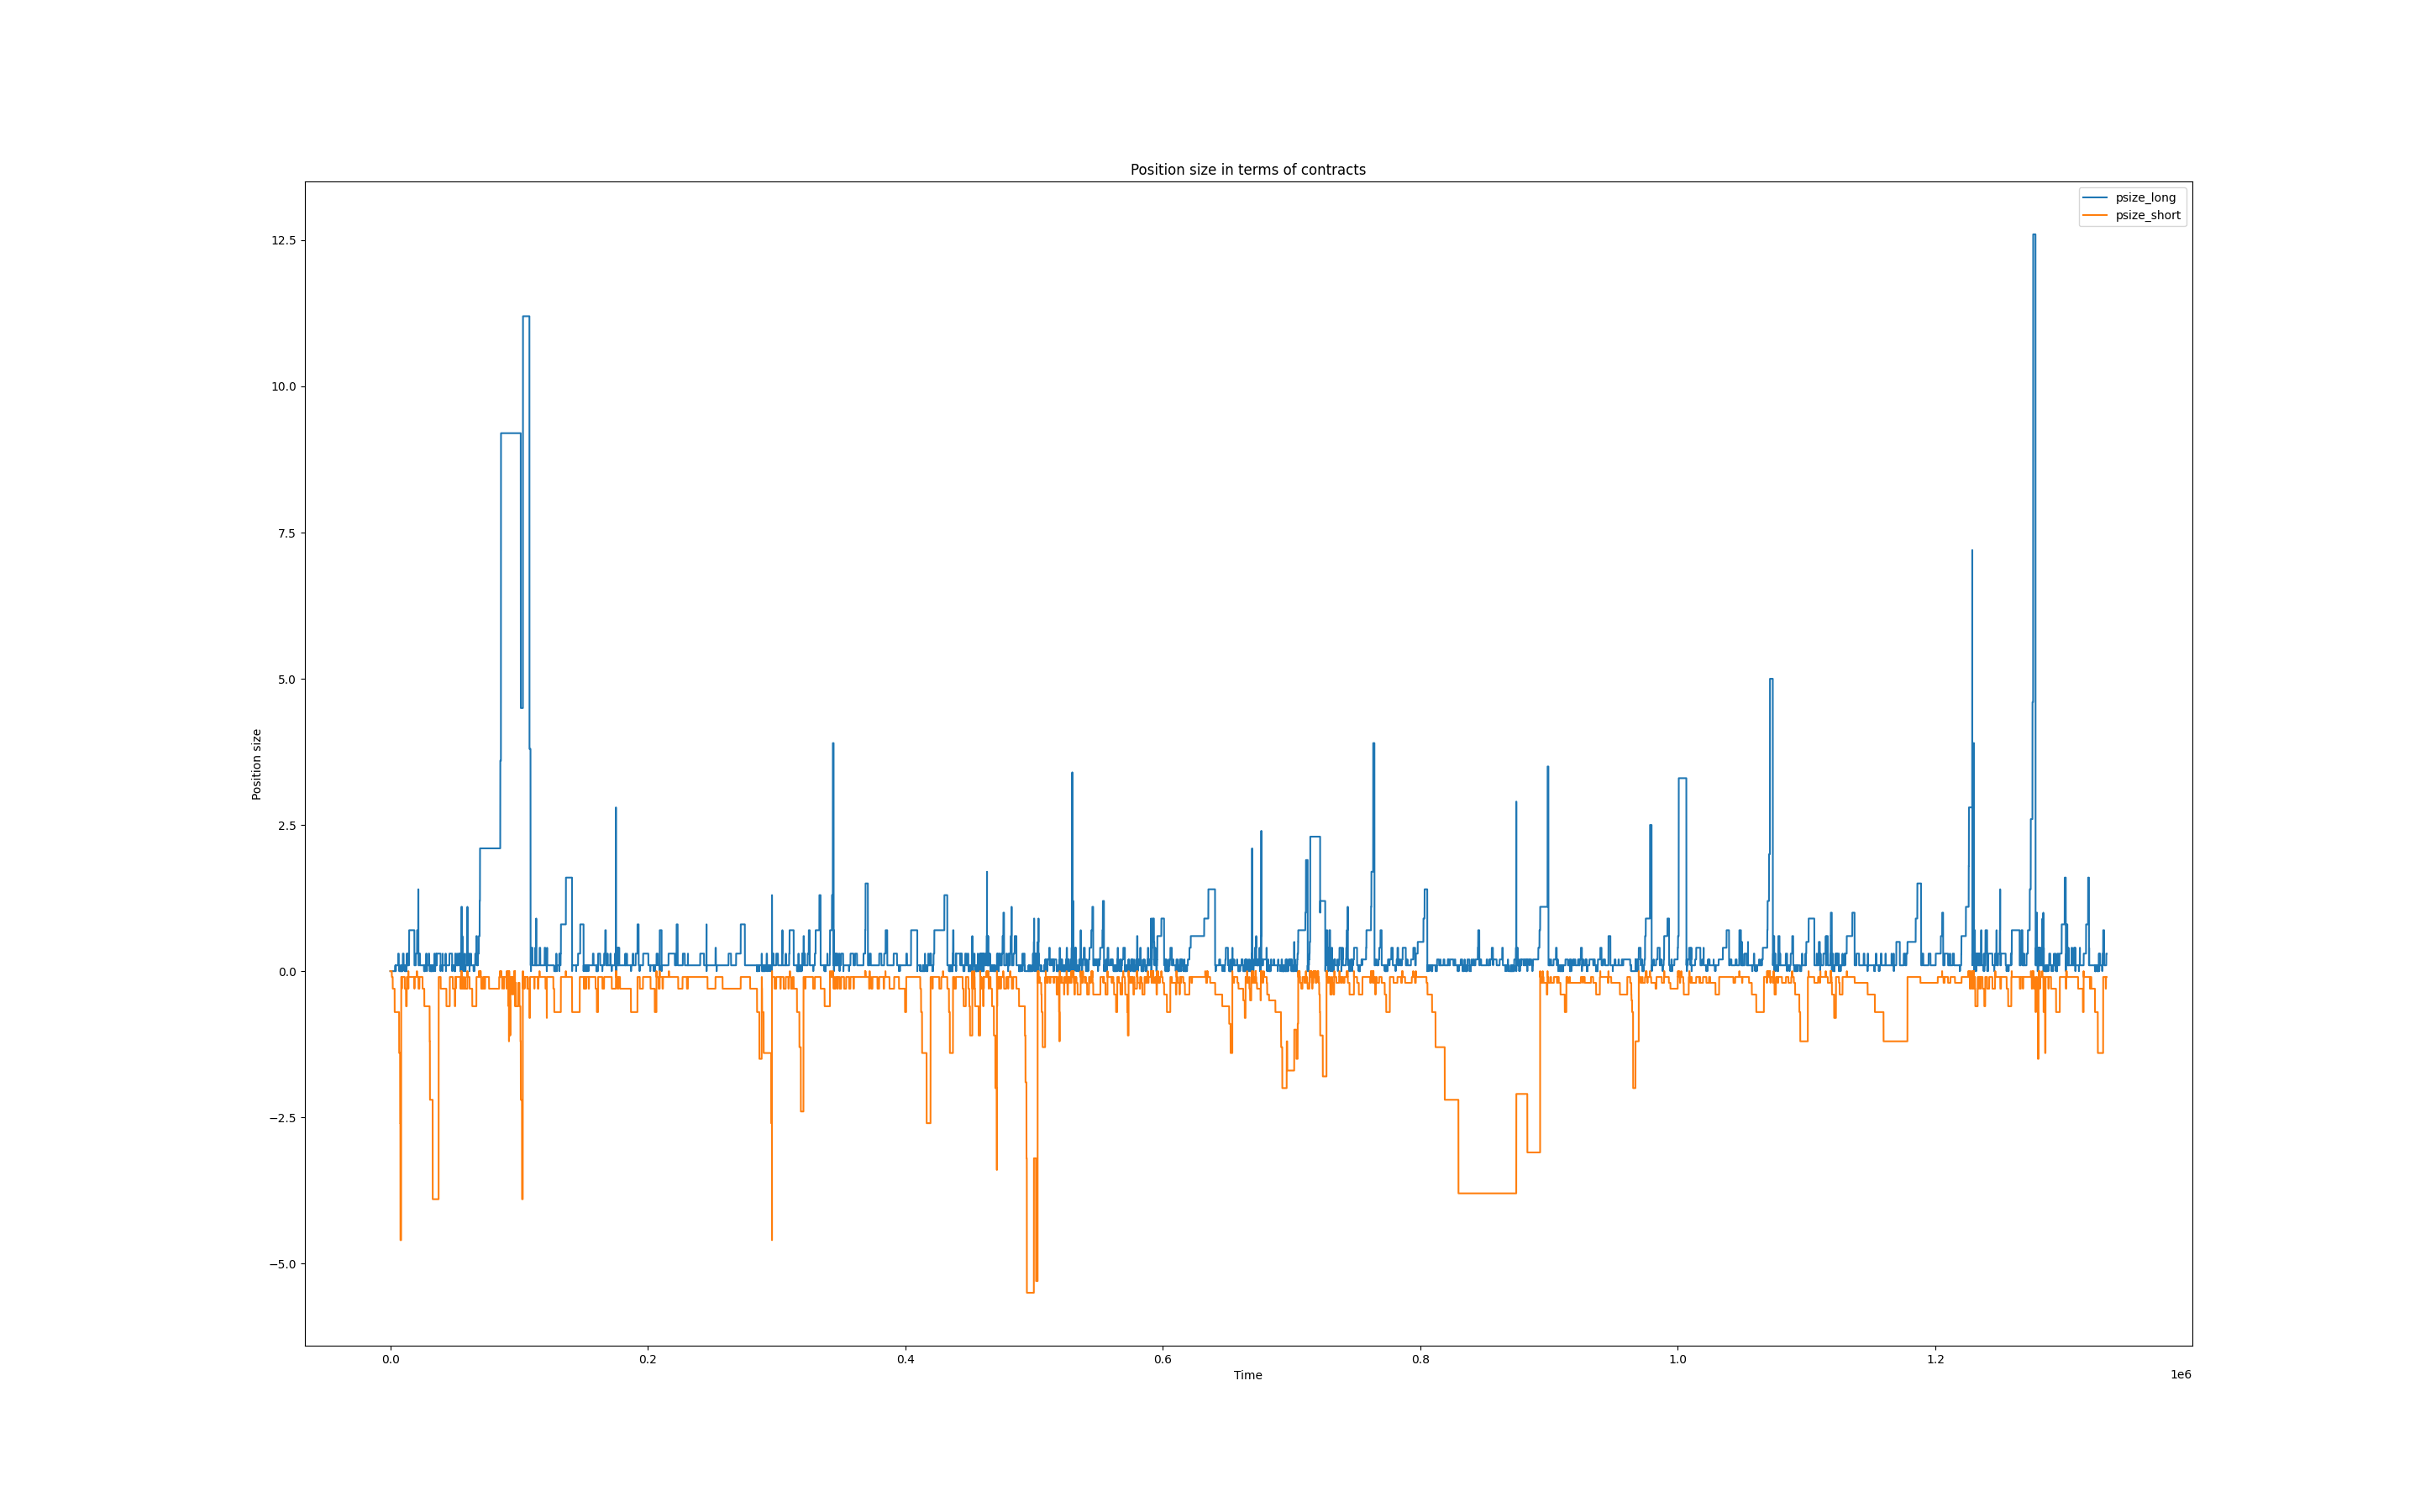 Position size in terms of contracts
psize_long
psize_short
12.5
10.0
7.5
5.0
2.5
0.0
−2.5
−5.0
Position size
0.0 0.2 0.4 0.6 0.8 1.0 1.2
Time
1e6